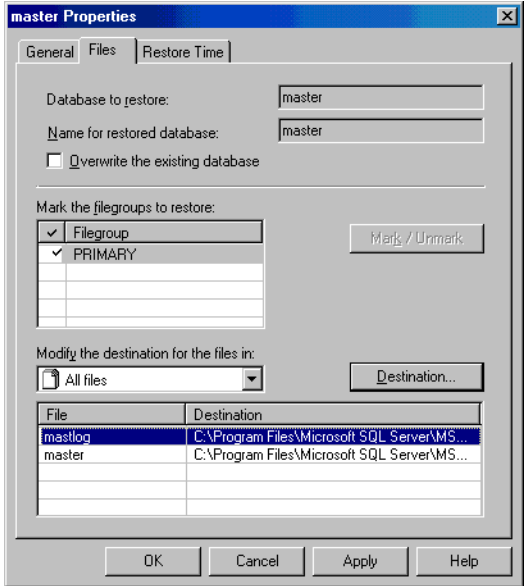 master Properties
General Files Restore Time
Database to restore: master
Name for restored database: master
Overwrite the existing database
Mark the filegroups to restore:
Filegroup
Mark / Unmark
PRIMARY
Modify the destination for the files in:
All files
Destination...
File Destination
mastlog C:\Program Files\Microsoft SQL Server\MS...
master C:\Program Files\Microsoft SQL Server\MS...
OK Cancel Apply Help